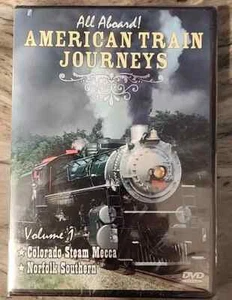 All Aboard!
AMERICAN TRAIN
JOURNEYS
Volume 1
★ Colorado Steam Mecca
★ Norfolk Southern
DVD